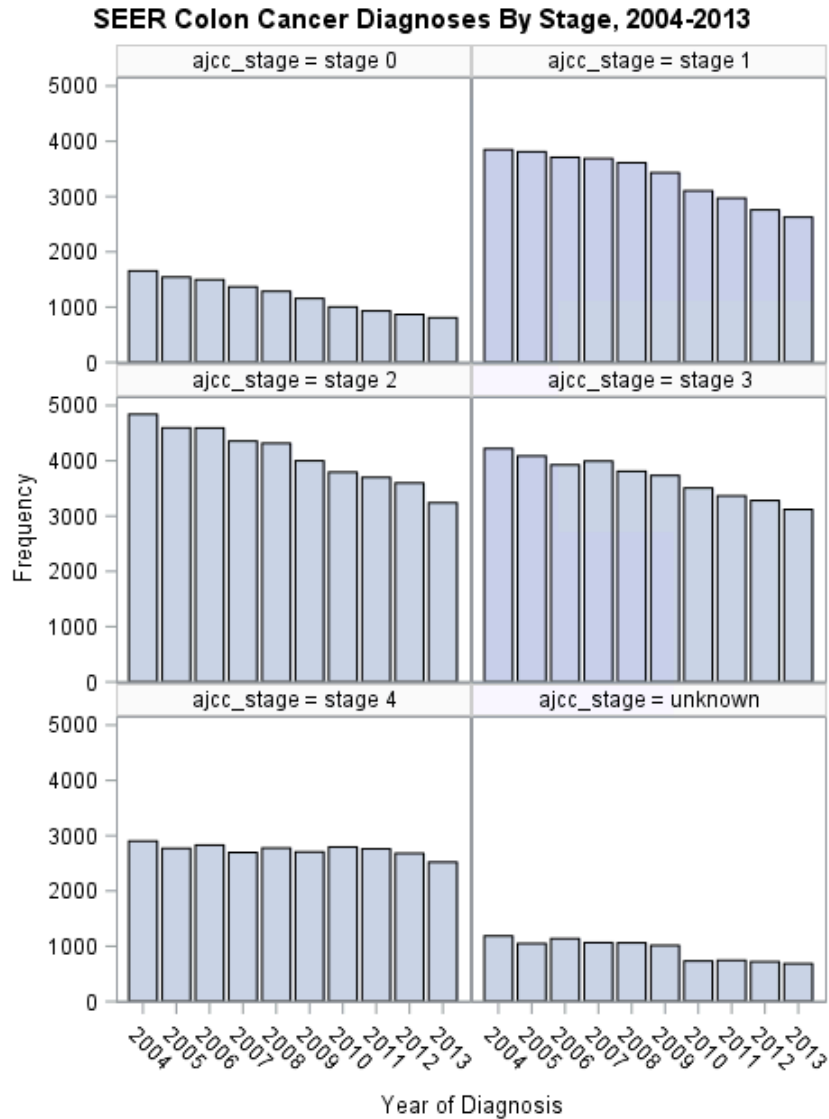 SEER Colon Cancer Diagnoses By Stage, 2004-2013
ajcc_stage = stage 0
ajcc_stage = stage 1
5000
4000
3000
2000
1000
0
ajcc_stage = stage 2
ajcc_stage = stage 3
5000
4000
3000
2000
1000
0
Frequency
ajcc_stage = stage 4
ajcc_stage = unknown
5000
4000
3000
2000
1000
0
2004 2005 2006 2007 2008 2009 2010 2011 2012 2013
2004 2005 2006 2007 2008 2009 2010 2011 2012 2013
Year of Diagnosis